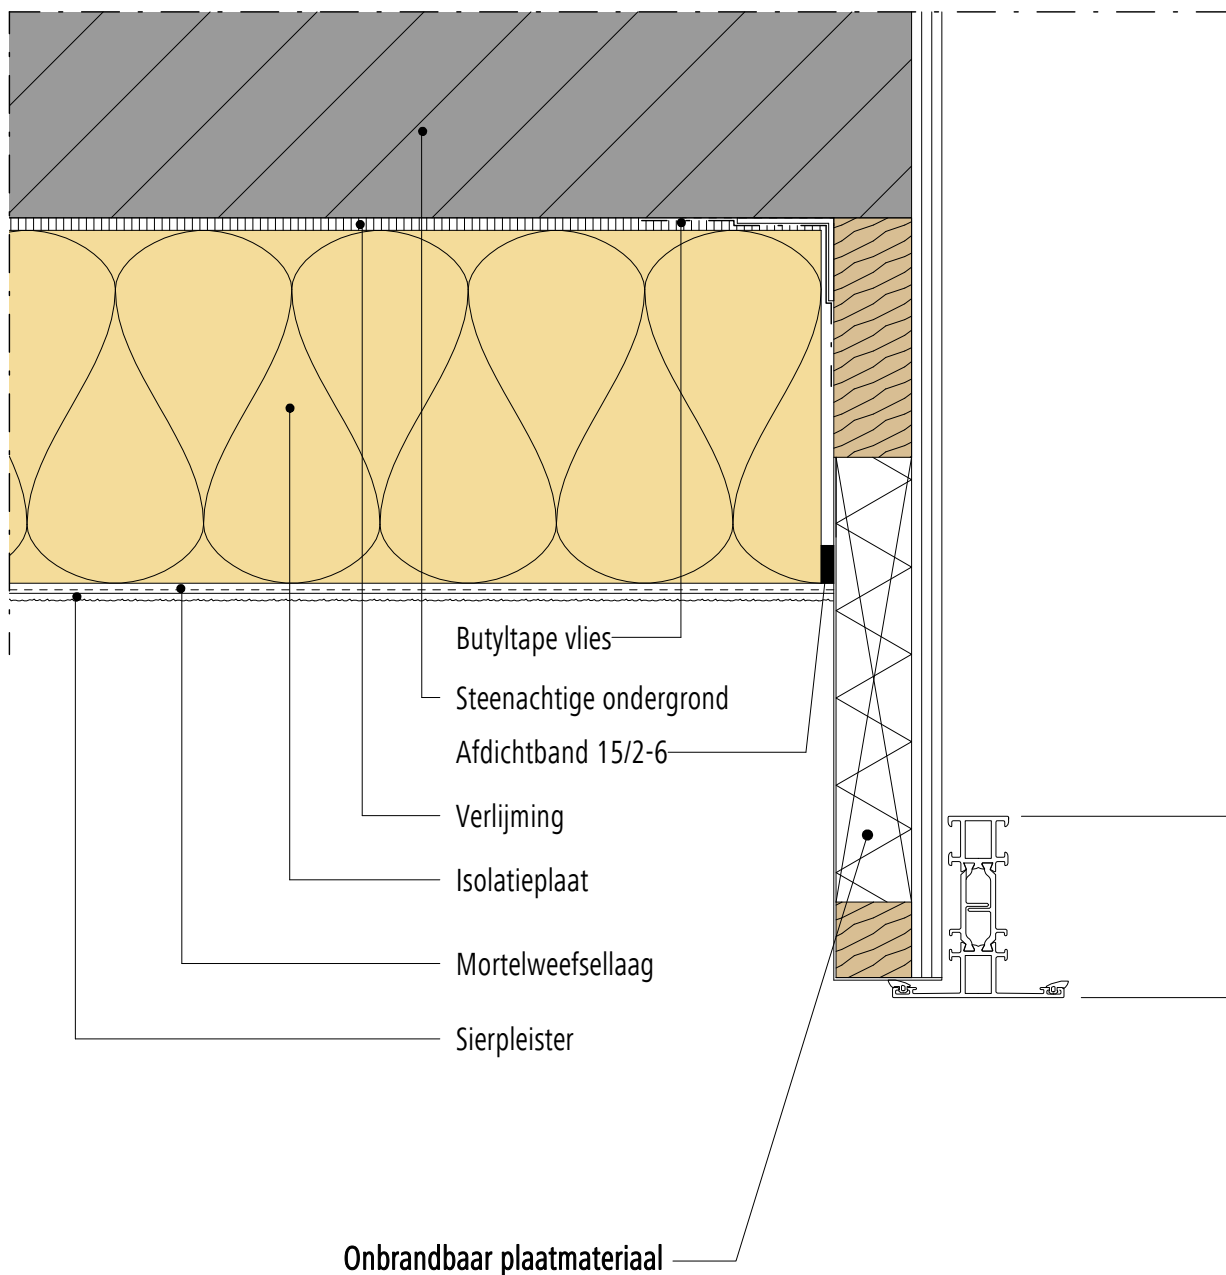 Butyltape vlies
Steenachtige ondergrond
Afdichtband 15/2-6
Verlijming
Isolatieplaat
Mortelweefsellaag
Sierpleister
Onbrandbaar plaatmateriaal